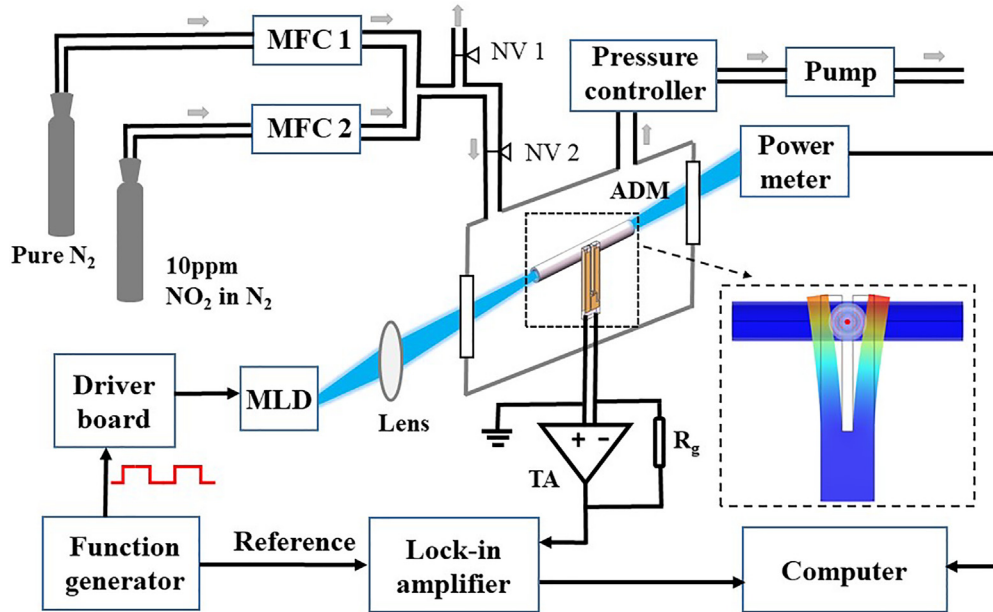 MFC 1
NV 1
Pressure
controller
Pump
MFC 2
NV 2
Power
meter
ADM
Pure N₂
10ppm
NO₂ in N₂
Driver
board
MLD
Lens
+ −
TA
R_g
Function
generator
Reference
Lock-in
amplifier
Computer